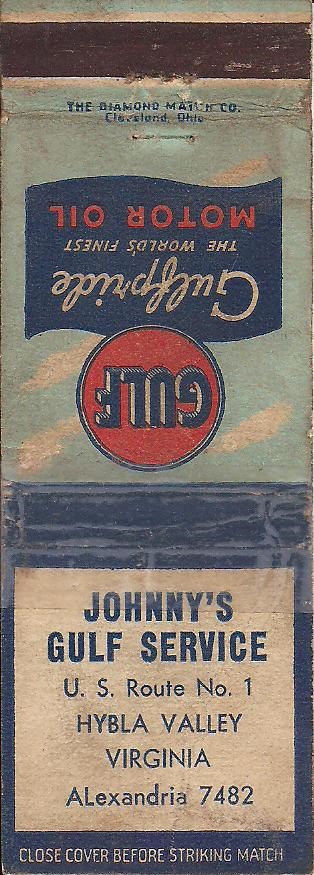 THE DIAMOND MATCH CO.
Cleveland, Ohio
GULF
Gulfpride
THE WORLD'S FINEST
MOTOR OIL
JOHNNY'S
GULF SERVICE
U. S. Route No. 1
HYBLA VALLEY
VIRGINIA
ALexandria 7482
CLOSE COVER BEFORE STRIKING MATCH